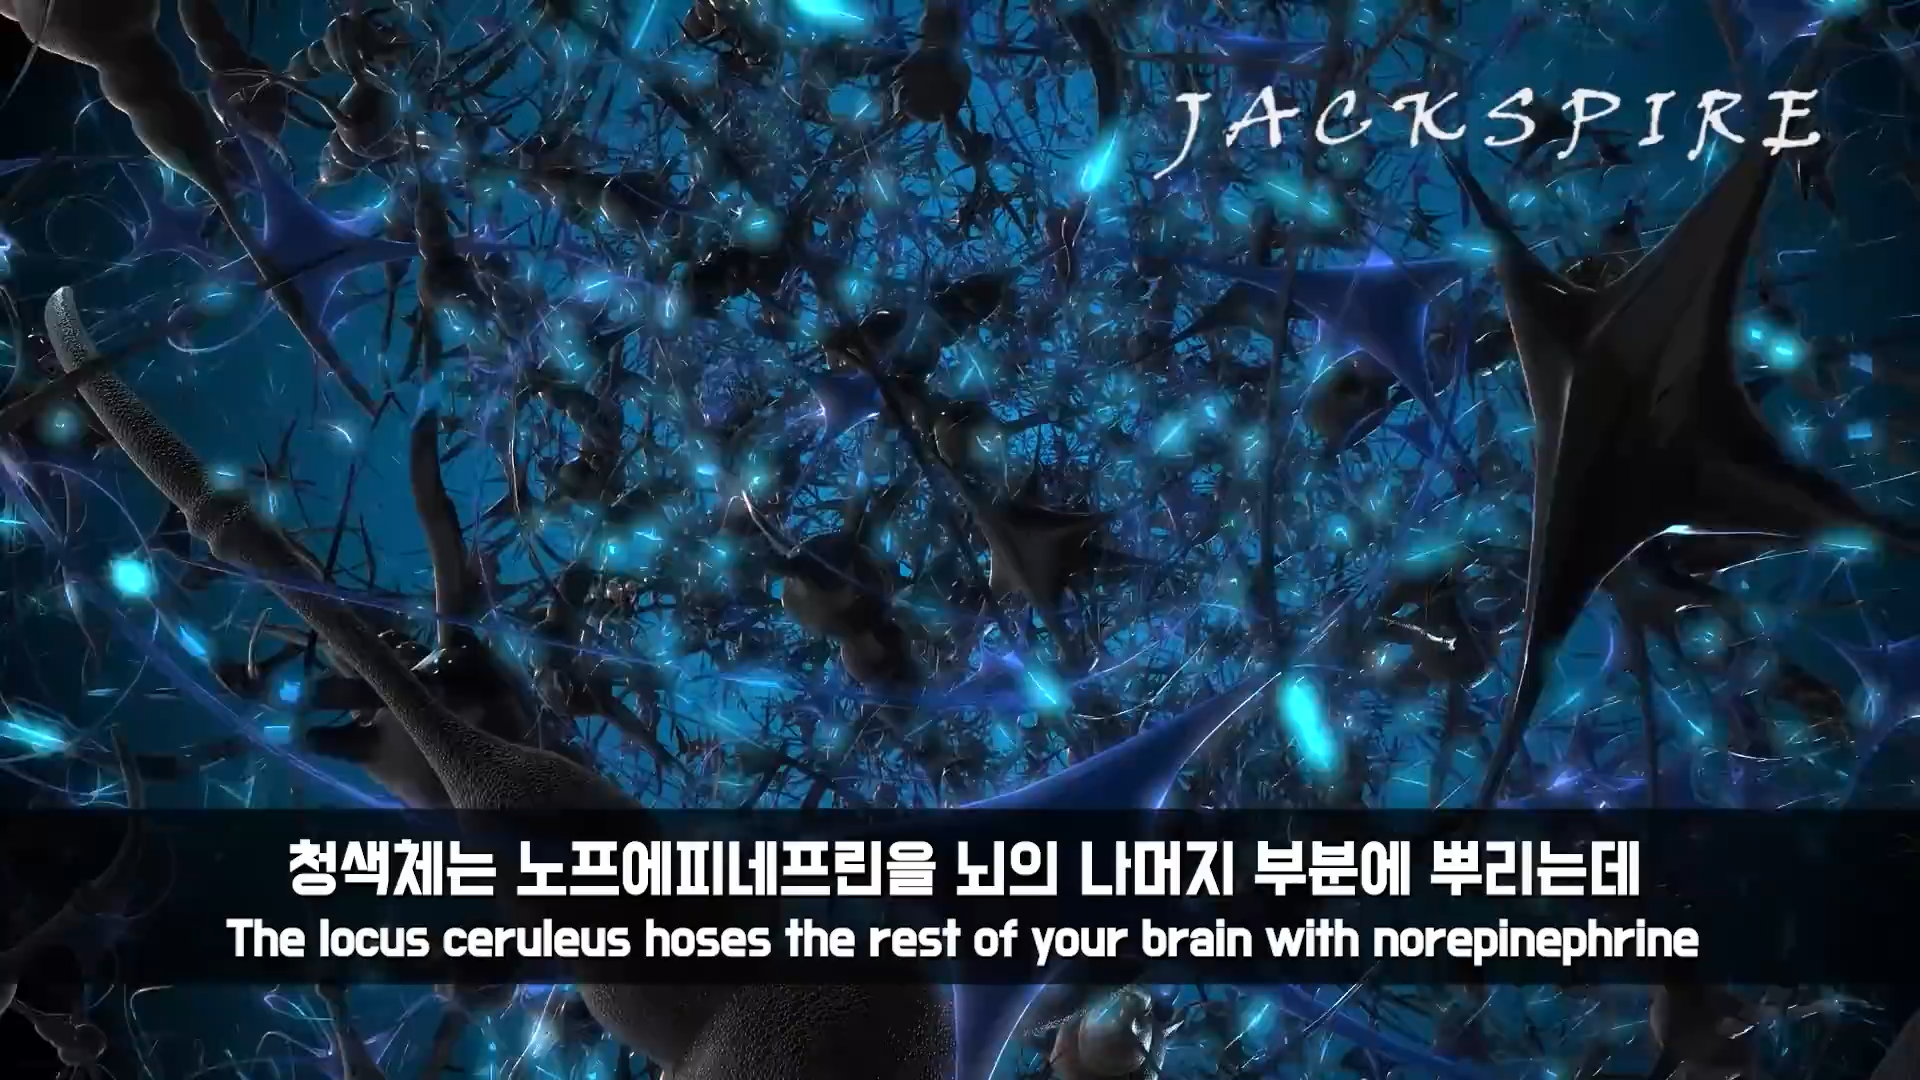 JACKSPIRE
청색체는 노프에피네프린을 뇌의 나머지 부분에 뿌리는데
The locus ceruleus hoses the rest of your brain with norepinephrine